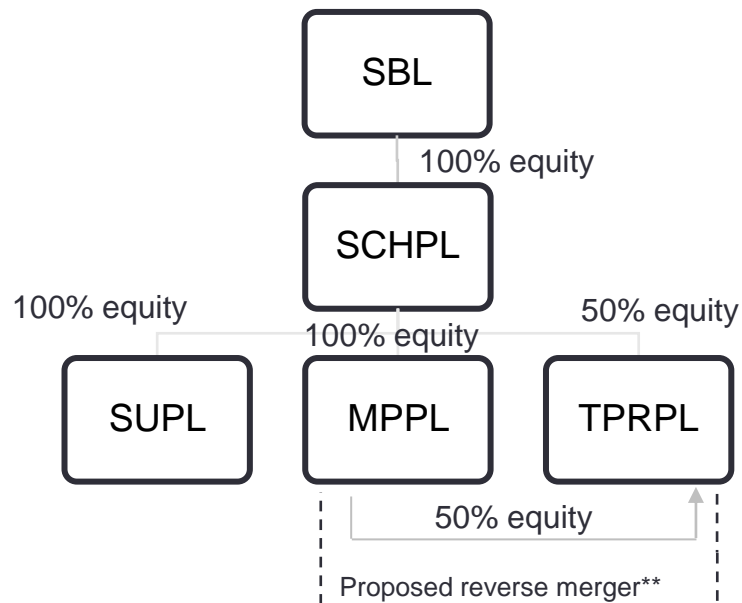 SBL
100% equity
SCHPL
100% equity
100% equity
50% equity
SUPL
MPPL
TPRPL
50% equity
Proposed reverse merger**